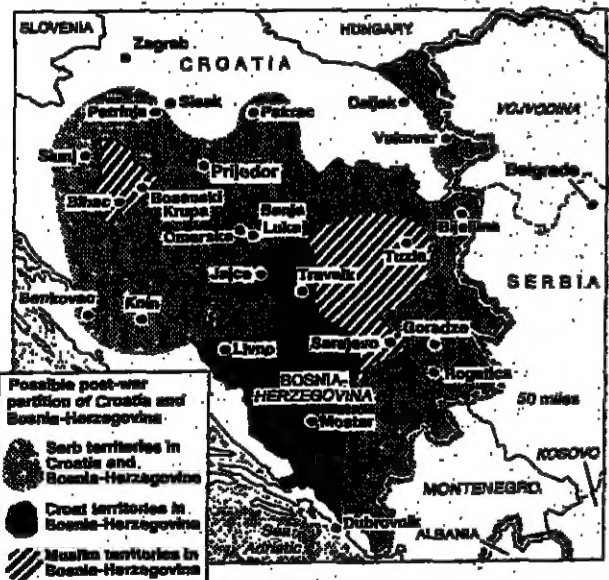 SLOVENIA
HUNGARY
Zagreb
CROATIA
Petrinja
Sisak
Pakrac
Osijek
VOJVODINA
Vukovar
Slunj
Prijedor
Belgrade
Bosanski
Krupa
Bihac
Banja
Luka
Omarska
Bijeljina
Tuzla
SERBIA
Jajce
Travnik
Benkovac
Knin
Sarajevo
Gorazde
Livno
Rogatica
BOSNIA-
HERZEGOVINA
50 miles
Mostar
KOSOVO
MONTENEGRO
Dubrovnik
ALBANIA
Adriatic
Sea
Possible post-war
partition of Croatia and
Bosnia-Herzegovina
Serb territories in
Croatia and
Bosnia-Herzegovina
Croat territories in
Bosnia-Herzegovina
Muslim territories in
Bosnia-Herzegovina